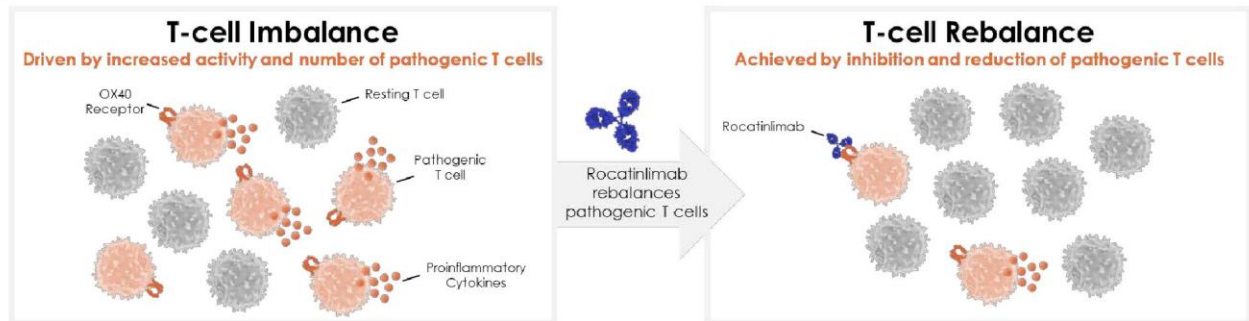 T-cell Imbalance
Driven by increased activity and number of pathogenic T cells
OX40
Receptor
Resting T cell
Pathogenic
T cell
Proinflammatory
Cytokines
Rocatinlimab
rebalances
pathogenic T cells
T-cell Rebalance
Achieved by inhibition and reduction of pathogenic T cells
Rocatinlimab